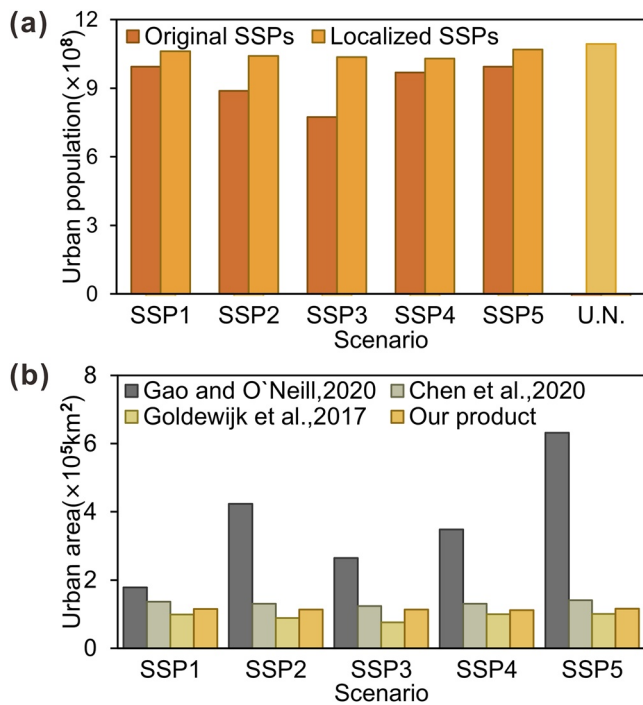 (a)
Urban population(×10⁸)
12
9
6
3
0
Original SSPs
Localized SSPs
SSP1 SSP2 SSP3 SSP4 SSP5 U.N.
Scenario
(b)
Urban area(×10⁵km²)
8
6
4
2
0
Gao and O`Neill,2020
Chen et al.,2020
Goldewijk et al.,2017
Our product
SSP1 SSP2 SSP3 SSP4 SSP5
Scenario